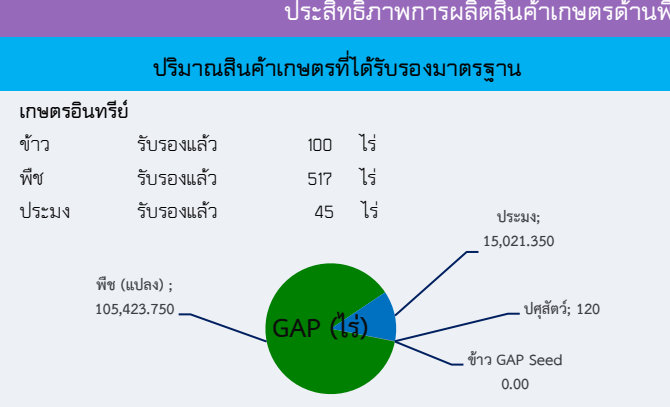 ประสิทธิภาพการผลิตสินค้าเกษตรด้านพื
ปริมาณสินค้าเกษตรที่ได้รับรองมาตรฐาน
เกษตรอินทรีย์
ข้าว รับรองแล้ว 100 ไร่
พืช รับรองแล้ว 517 ไร่
ประมง รับรองแล้ว 45 ไร่
ประมง;
15,021.350
พืช (แปลง) ;
105,423.750
ปศุสัตว์; 120
GAP (ไร่)
ข้าว GAP Seed
0.00